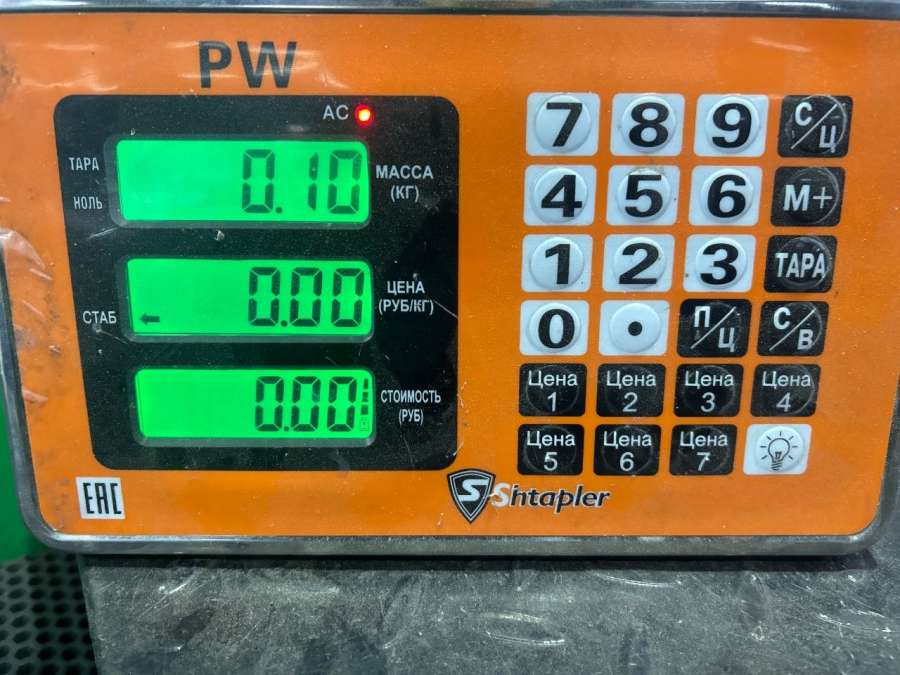 PW
AC
ТАРА
НОЛЬ
0.10
МАССА
(КГ)
СТАБ
0.00
ЦЕНА
(РУБ/КГ)
0.00
СТОИМОСТЬ
(РУБ)
7 8 9 С/Ц
4 5 6 М+
1 2 3 ТАРА
0 . П/Ц С/В
Цена 1 Цена 2 Цена 3 Цена 4
Цена 5 Цена 6 Цена 7
EAC
S Shtapler